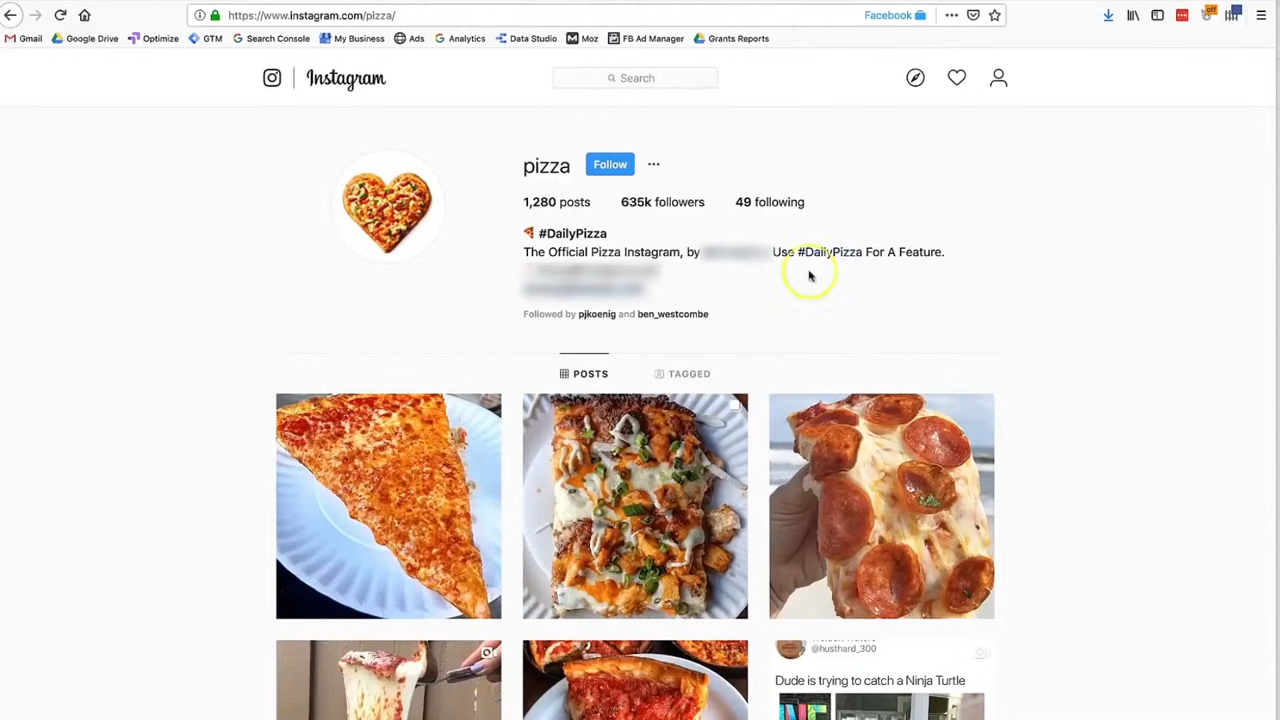 https://www.instagram.com/pizza/
Facebook
off
Gmail Google Drive Optimize GTM Search Console My Business Ads Analytics Data Studio Moz FB Ad Manager Grants Reports
Instagram
Search
pizza Follow
1,280 posts 635k followers 49 following
#DailyPizza
The Official Pizza Instagram, by Use #DailyPizza For A Feature.
Followed by pjkoenig and ben_westcombe
POSTS TAGGED
@husthard_300
Dude is trying to catch a Ninja Turtle